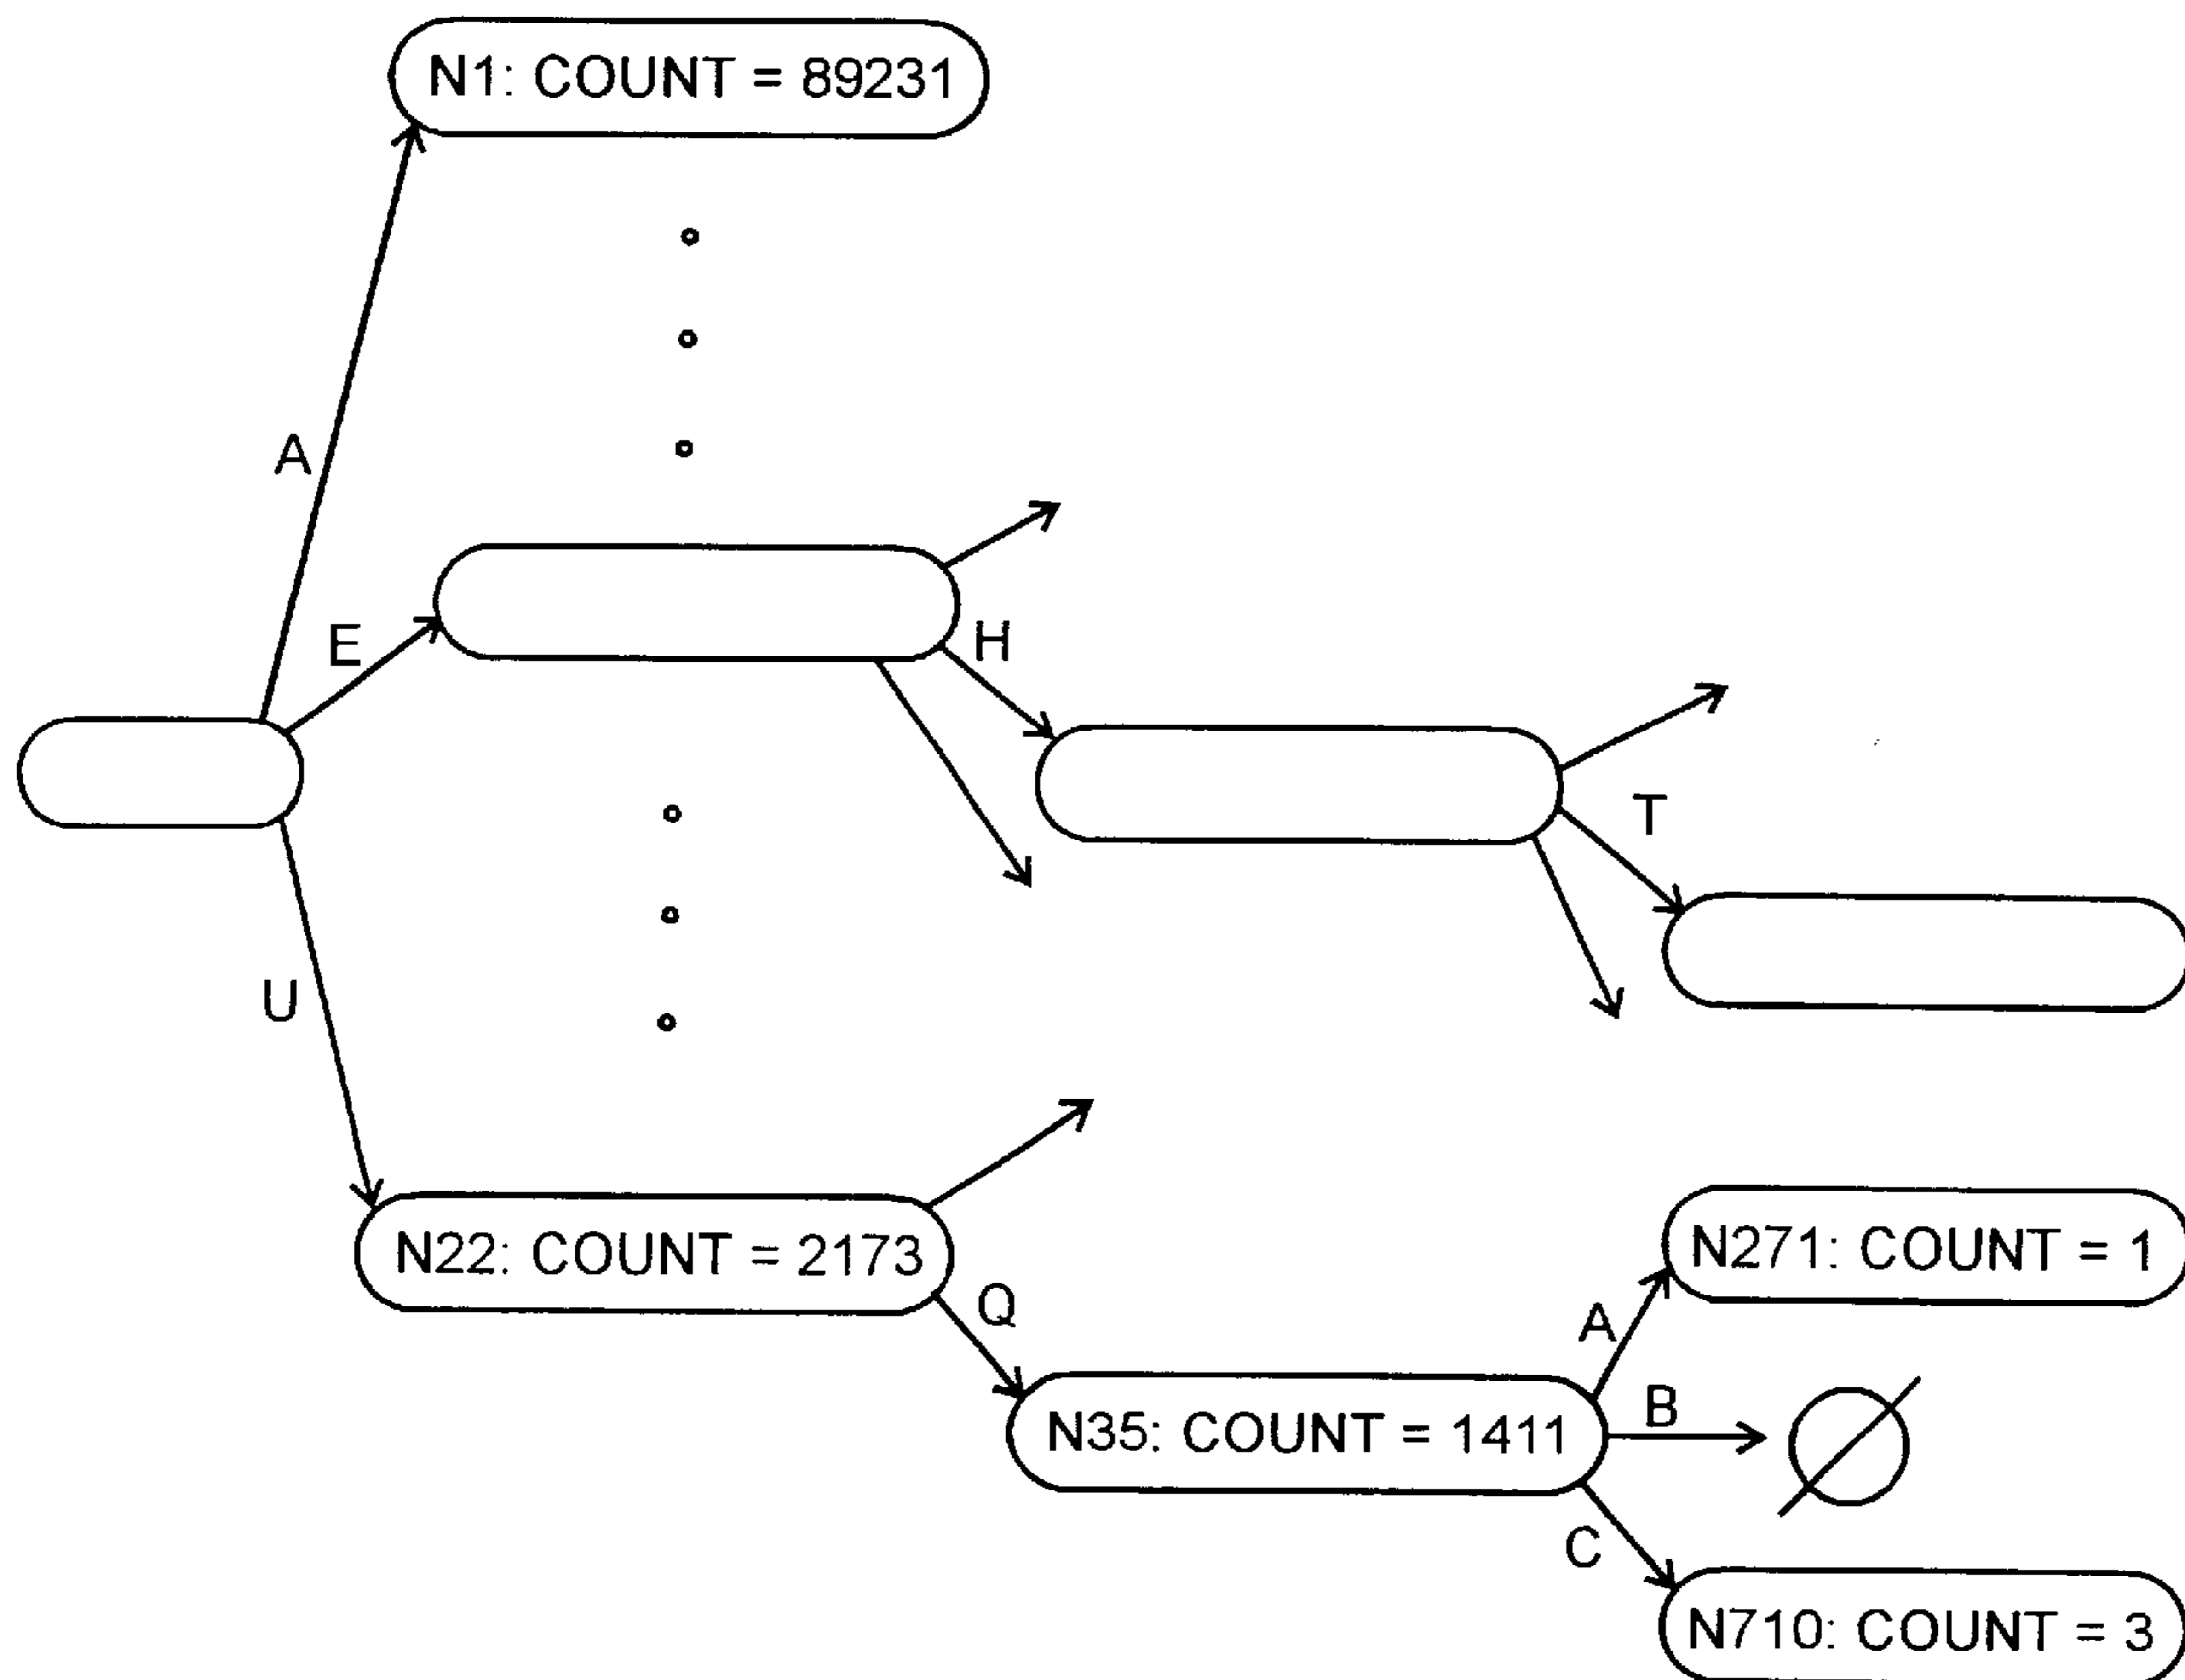 N1: COUNT = 89231
A
E
H
T
U
N22: COUNT = 2173
Q
N271: COUNT = 1
A
B
N35: COUNT = 1411
C
N710: COUNT = 3